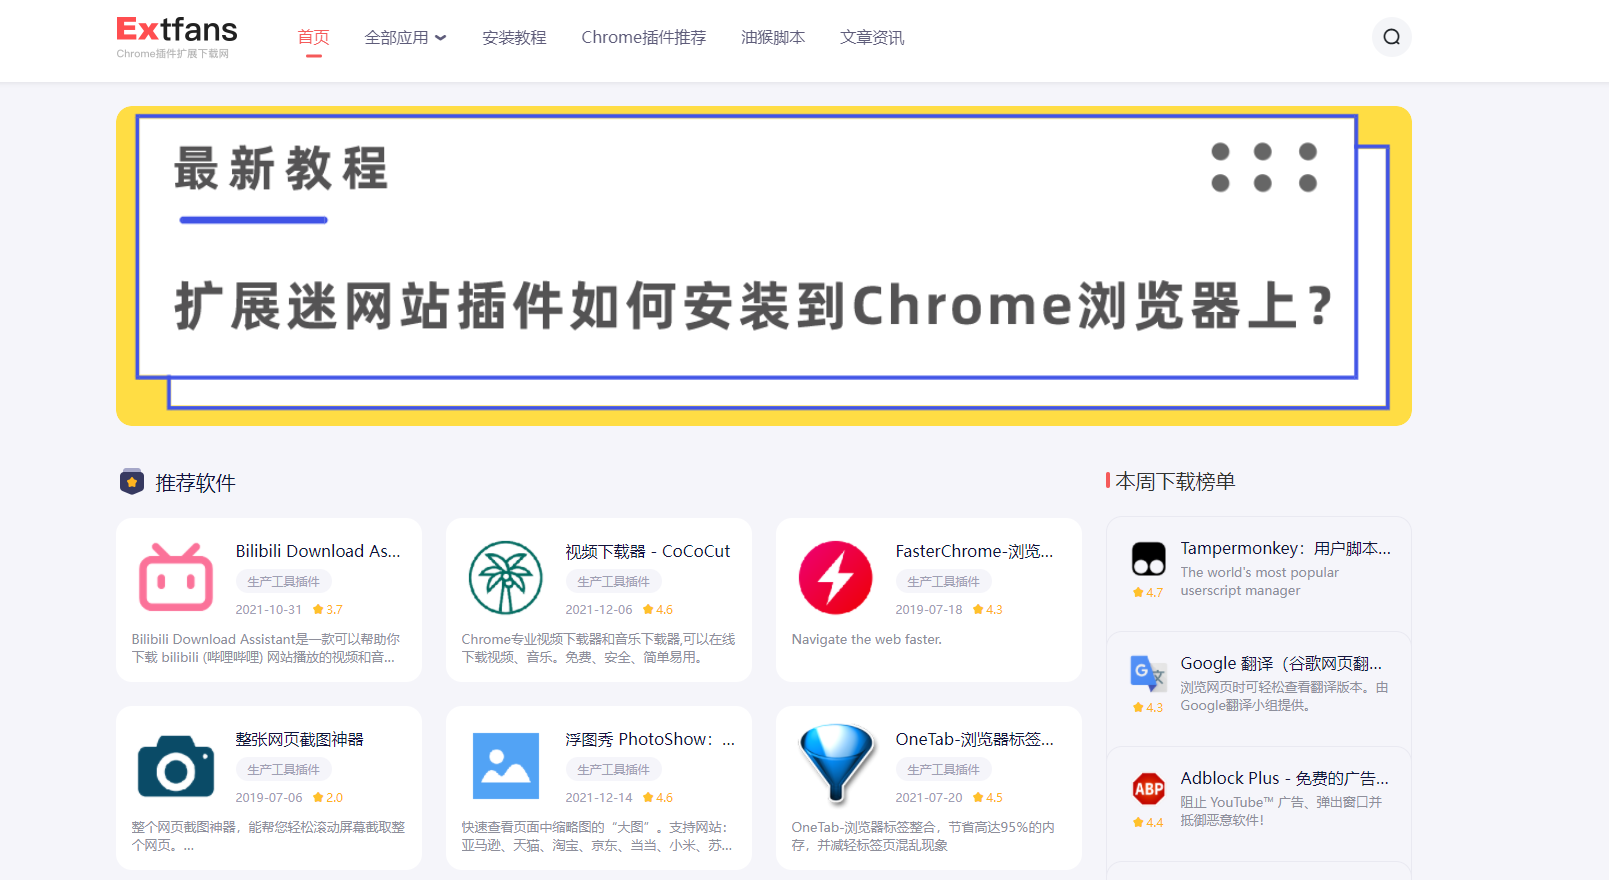 Extfans
Chrome插件扩展下载网
首页
全部应用
安装教程
Chrome插件推荐
油猴脚本
文章资讯
最新教程
扩展迷网站插件如何安装到Chrome浏览器上？
推荐软件
Bilibili Download As...
生产工具插件
2021-10-31 3.7
Bilibili Download Assistant是一款可以帮助你
下载 bilibili (哔哩哔哩) 网站播放的视频和音...
视频下载器 - CoCoCut
生产工具插件
2021-12-06 4.6
Chrome专业视频下载器和音乐下载器,可以在线
下载视频、音乐。免费、安全、简单易用。
FasterChrome-浏览...
生产工具插件
2019-07-18 4.3
Navigate the web faster.
整张网页截图神器
生产工具插件
2019-07-06 2.0
整个网页截图神器，能帮您轻松滚动屏幕截取整
个网页。...
浮图秀 PhotoShow：...
生产工具插件
2021-12-14 4.6
快速查看页面中缩略图的“大图”。支持网站：
亚马逊、天猫、淘宝、京东、当当、小米、苏...
OneTab-浏览器标签...
生产工具插件
2021-07-20 4.5
OneTab-浏览器标签整合，节省高达95%的内
存，并减轻标签页混乱现象
本周下载榜单
Tampermonkey：用户脚本...
The world's most popular
userscript manager
4.7
G 文
Google 翻译（谷歌网页翻...
浏览网页时可轻松查看翻译版本。由
Google翻译小组提供。
4.3
ABP
Adblock Plus - 免费的广告...
阻止 YouTube™ 广告、弹出窗口并
抵御恶意软件！
4.4